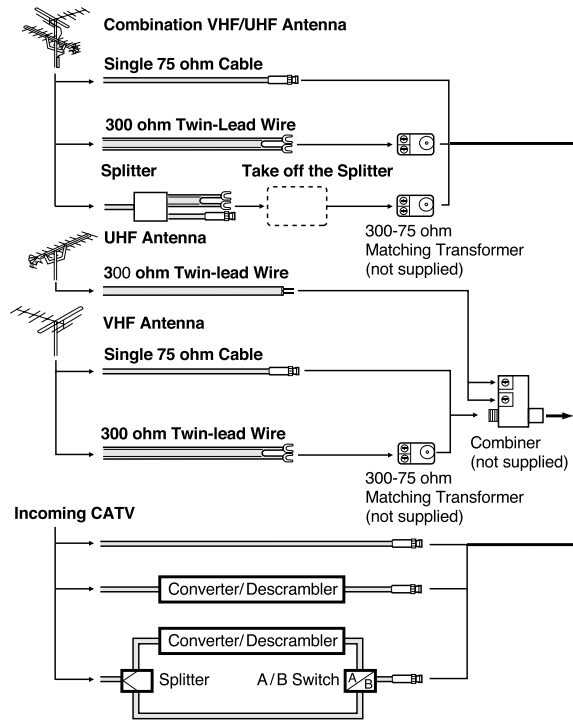 Combination VHF/UHF Antenna
Single 75 ohm Cable
300 ohm Twin-Lead Wire
Splitter
Take off the Splitter
300-75 ohm
Matching Transformer
(not supplied)
UHF Antenna
300 ohm Twin-lead Wire
VHF Antenna
Single 75 ohm Cable
300 ohm Twin-lead Wire
Combiner
(not supplied)
300-75 ohm
Matching Transformer
(not supplied)
Incoming CATV
Converter/Descrambler
Converter/Descrambler
Splitter
A/B Switch
A
B